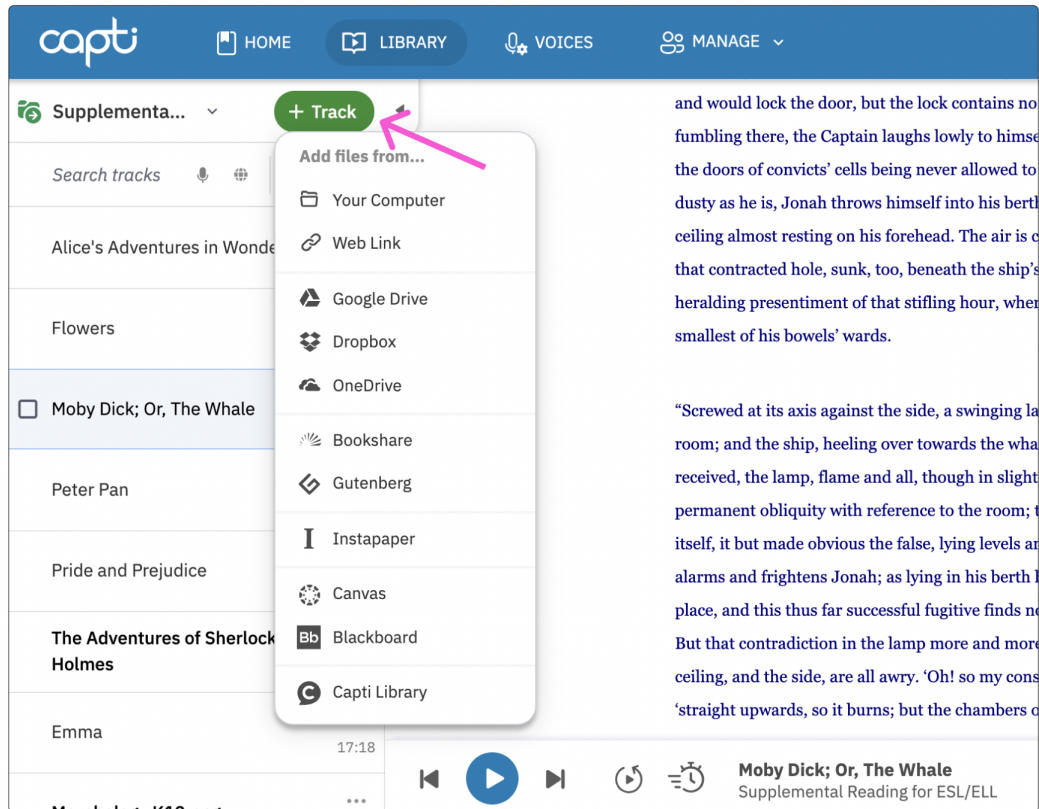 capti
HOME
LIBRARY
VOICES
MANAGE
Supplementa...
+ Track
Search tracks
Alice's Adventures in Wonde
Flowers
Moby Dick; Or, The Whale
Peter Pan
Pride and Prejudice
The Adventures of Sherlock
Holmes
Emma
17:18
Add files from...
Your Computer
Web Link
Google Drive
Dropbox
OneDrive
Bookshare
Gutenberg
Instapaper
Canvas
Bb Blackboard
Capti Library
and would lock the door, but the lock contains no
fumbling there, the Captain laughs lowly to himse
the doors of convicts’ cells being never allowed to
dusty as he is, Jonah throws himself into his bert
ceiling almost resting on his forehead. The air is c
that contracted hole, sunk, too, beneath the ship’s
heralding presentiment of that stifling hour, when
smallest of his bowels’ wards.
“Screwed at its axis against the side, a swinging la
room; and the ship, heeling over towards the wha
received, the lamp, flame and all, though in slight
permanent obliquity with reference to the room; t
itself, it but made obvious the false, lying levels a
alarms and frightens Jonah; as lying in his berth
place, and this thus far successful fugitive finds n
But that contradiction in the lamp more and more
ceiling, and the side, are all awry. ‘Oh! so my cons
‘straight upwards, so it burns; but the chambers o
Moby Dick; Or, The Whale
Supplemental Reading for ESL/ELL